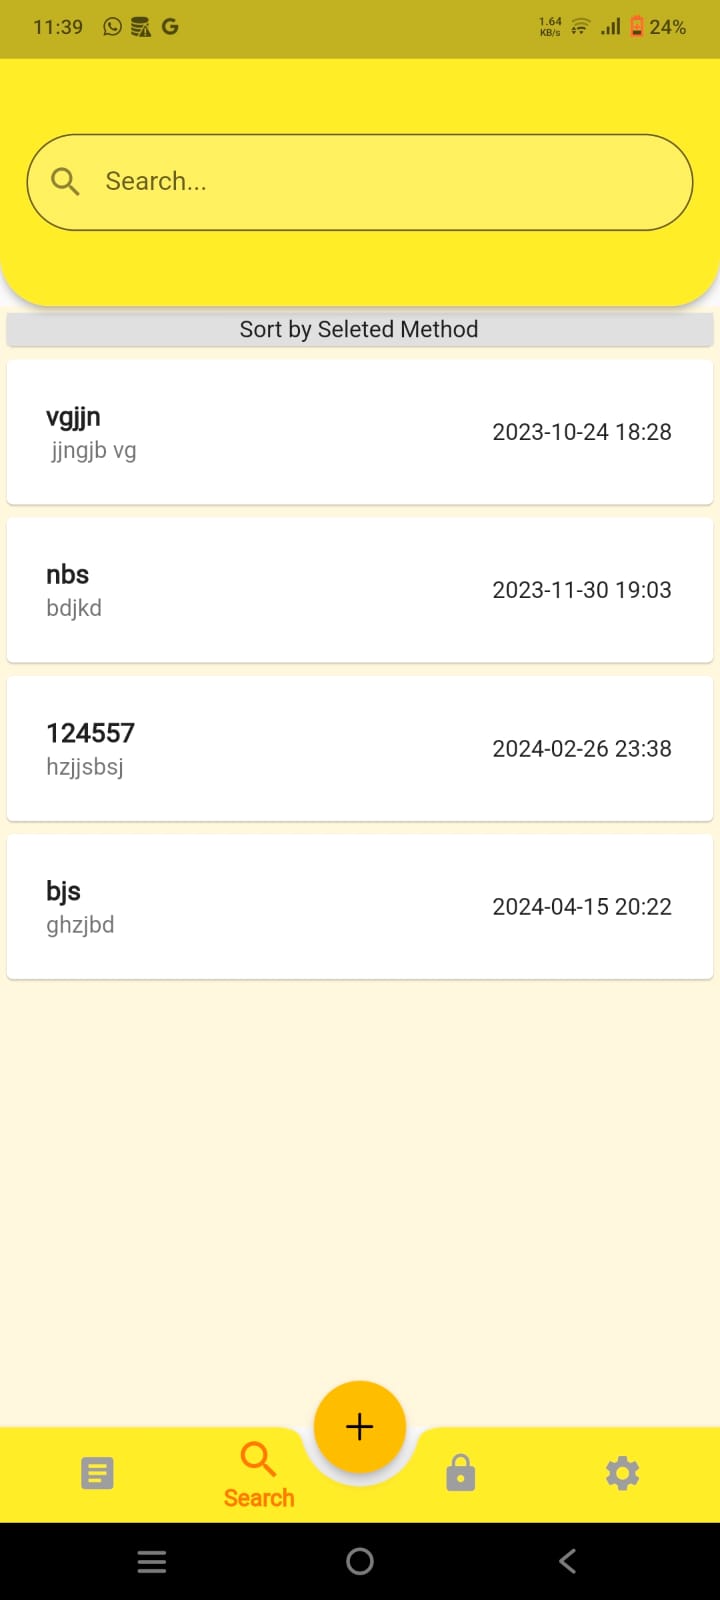 11:39
1.64
KB/s
24%
Search...
Sort by Seleted Method
vgjjn
jjngjb vg
2023-10-24 18:28
nbs
bdjkd
2023-11-30 19:03
124557
hzjjsbsj
2024-02-26 23:38
bjs
ghzjbd
2024-04-15 20:22
Search